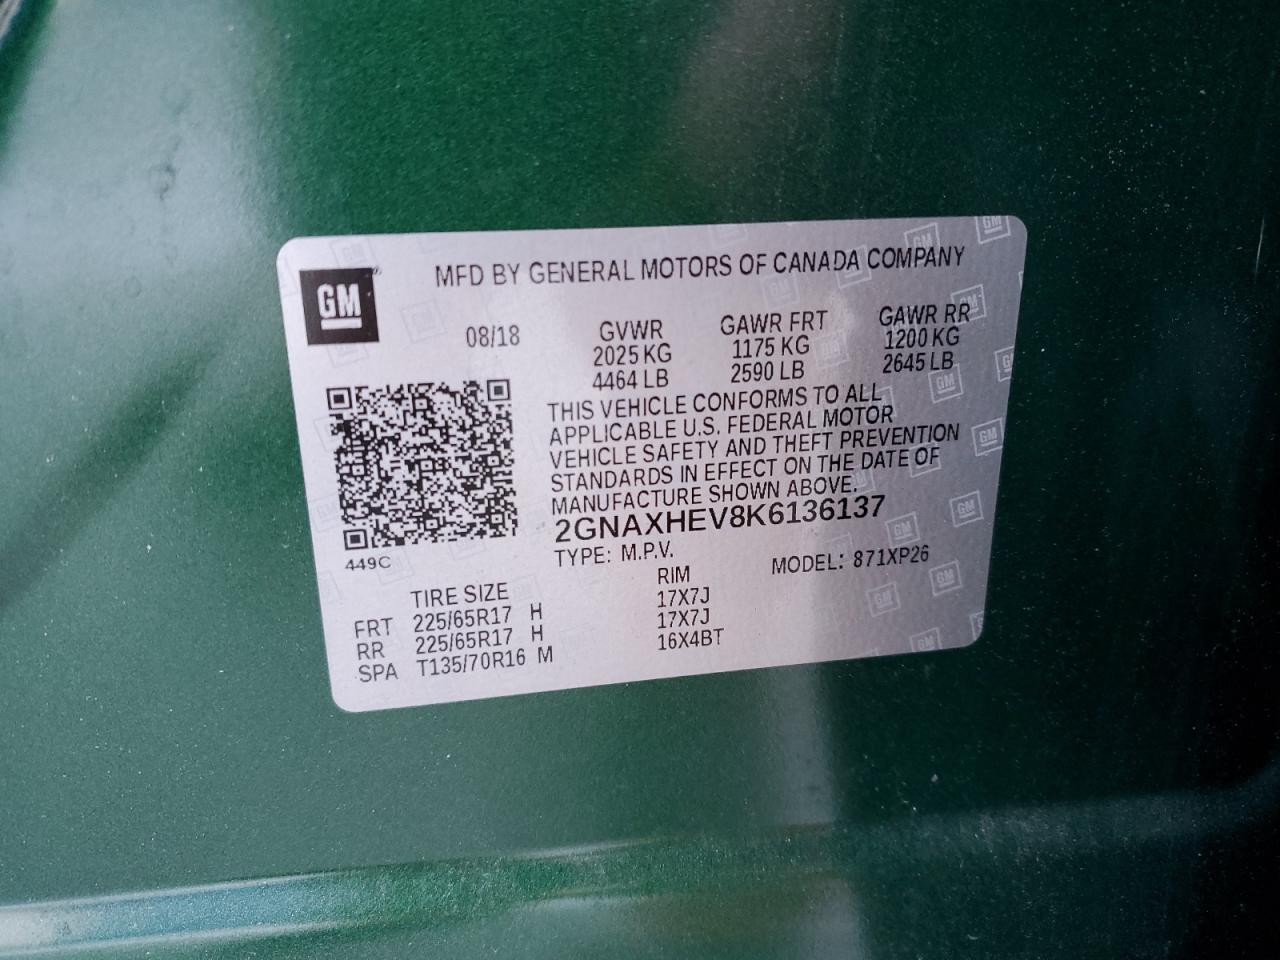 GM
MFD BY GENERAL MOTORS OF CANADA COMPANY
08/18 GVWR GAWR FRT GAWR RR
2025 KG 1175 KG 1200 KG
4464 LB 2590 LB 2645 LB
THIS VEHICLE CONFORMS TO ALL
APPLICABLE U.S. FEDERAL MOTOR
VEHICLE SAFETY AND THEFT PREVENTION
STANDARDS IN EFFECT ON THE DATE OF
MANUFACTURE SHOWN ABOVE.
2GNAXHEV8K6136137
449C
TYPE: M.P.V. MODEL: 871XP26
TIRE SIZE RIM
FRT 225/65R17 H 17X7J
RR 225/65R17 H 17X7J
SPA T135/70R16 M 16X4BT